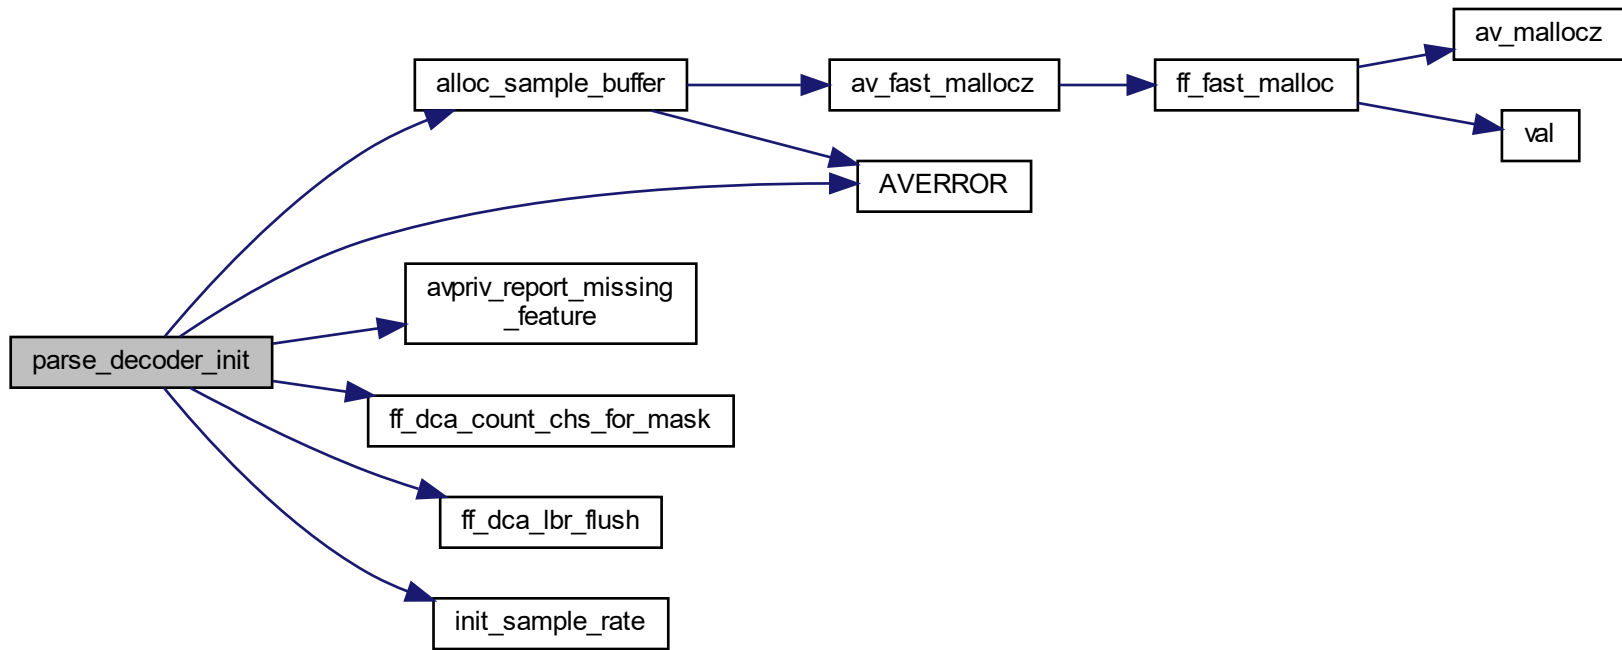 av_mallocz
alloc_sample_buffer
av_fast_mallocz
ff_fast_malloc
val
AVERROR
avpriv_report_missing
_feature
parse_decoder_init
ff_dca_count_chs_for_mask
ff_dca_lbr_flush
init_sample_rate